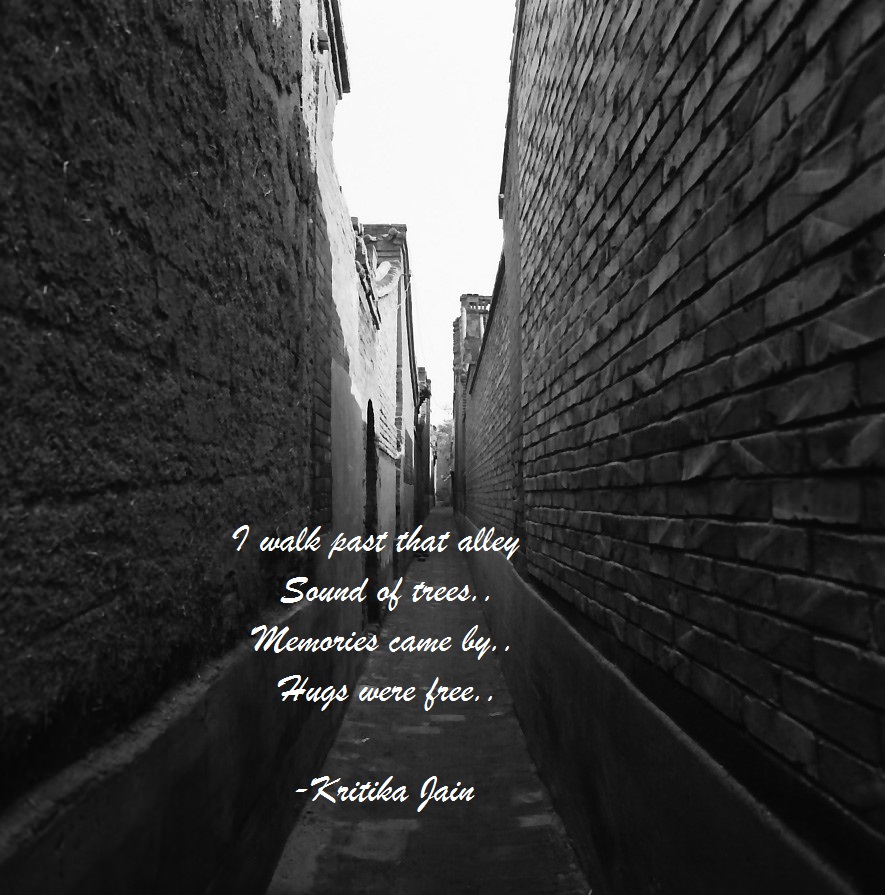 I walk past that alley
Sound of trees..
Memories came by..
Hugs were free..
-Kritika Jain